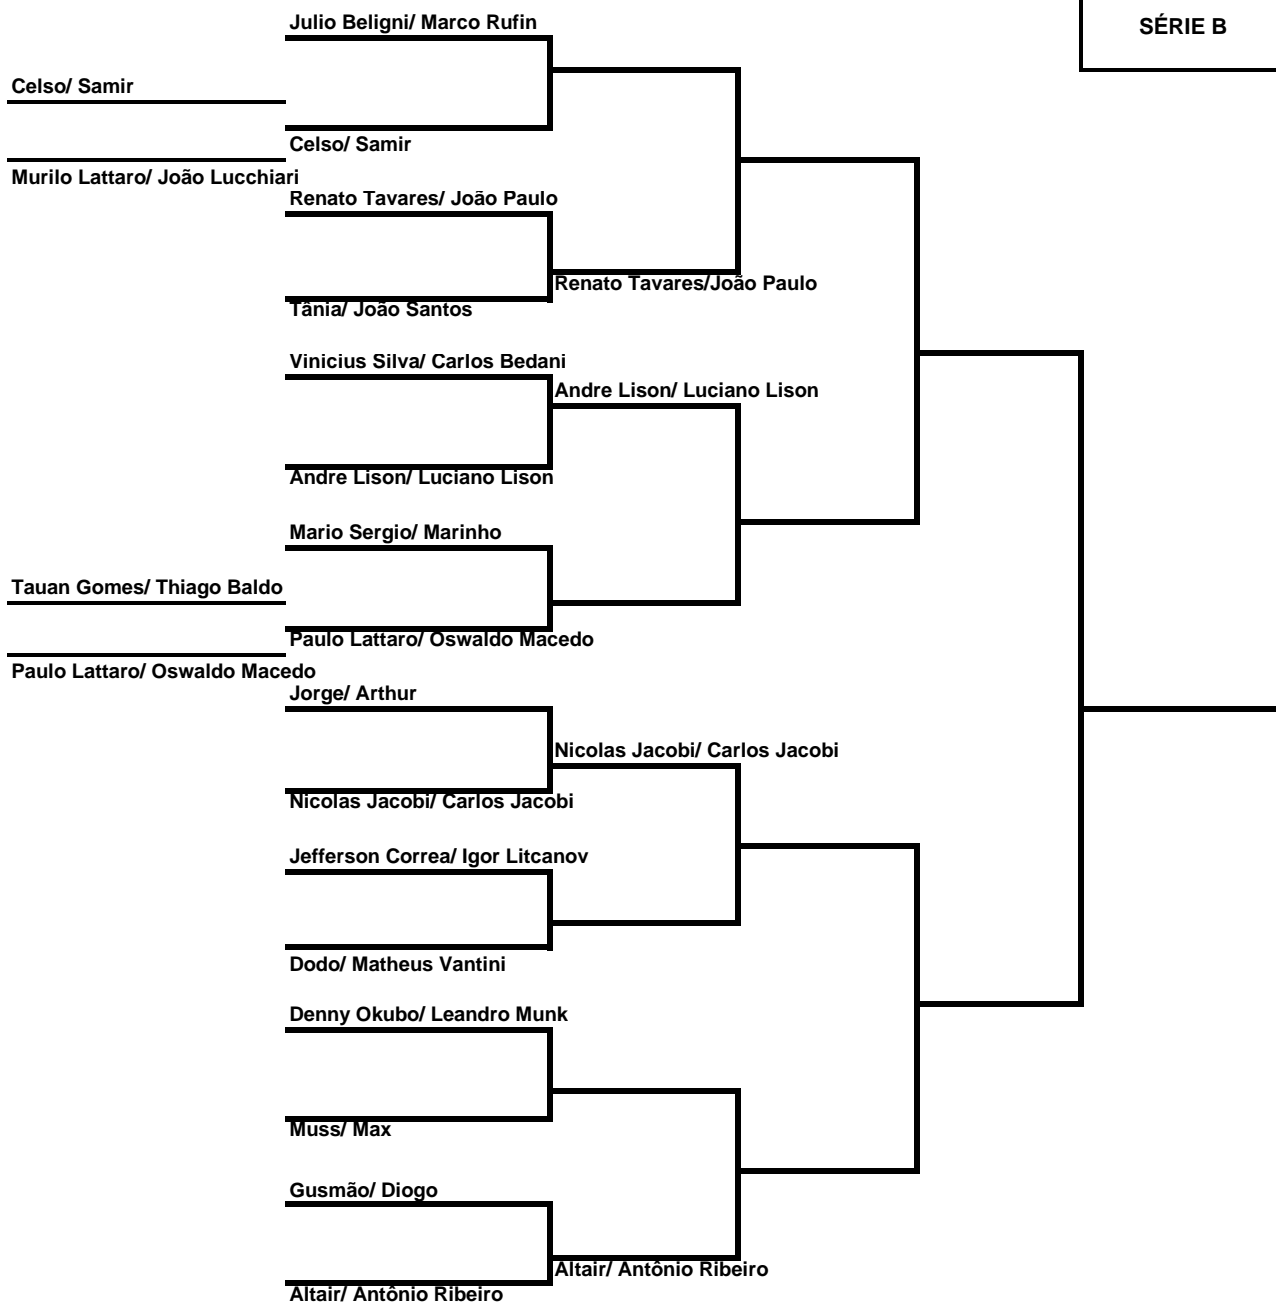 Julio Beligni/ Marco Rufin
SÉRIE B
Celso/ Samir
Celso/ Samir
Murilo Lattaro/ João Lucchiari
Renato Tavares/ João Paulo
Renato Tavares/João Paulo
Tânia/ João Santos
Vinicius Silva/ Carlos Bedani
Andre Lison/ Luciano Lison
Andre Lison/ Luciano Lison
Mario Sergio/ Marinho
Tauan Gomes/ Thiago Baldo
Paulo Lattaro/ Oswaldo Macedo
Paulo Lattaro/ Oswaldo Macedo
Jorge/ Arthur
Nicolas Jacobi/ Carlos Jacobi
Nicolas Jacobi/ Carlos Jacobi
Jefferson Correa/ Igor Litcanov
Dodo/ Matheus Vantini
Denny Okubo/ Leandro Munk
Muss/ Max
Gusmão/ Diogo
Altair/ Antônio Ribeiro
Altair/ Antônio Ribeiro